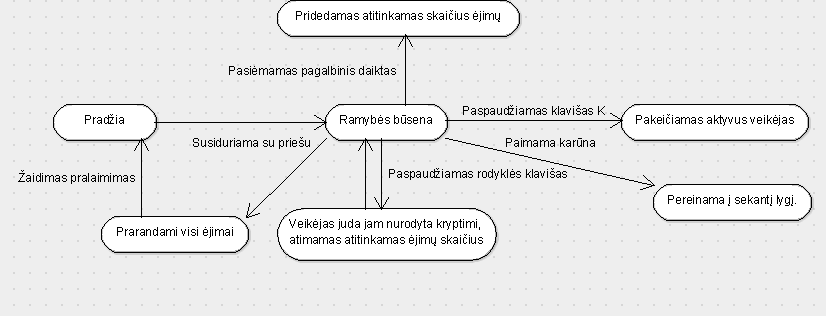 Pridedamas atitinkamas skaičius ėjimų
Pasiėmamas pagalbinis daiktas
Pradžia
Ramybės būsena
Paspaudžiamas klavišas K
Pakeičiamas aktyvus veikėjas
Susiduriama su priešu
Paimama karūna
Žaidimas pralaimimas
Paspaudžiamas rodyklės klavišas
Pereinama į sekantį lygį.
Prarandami visi ėjimai
Veikėjas juda jam nurodyta kryptimi,
atimamas atitinkamas ėjimų skaičius